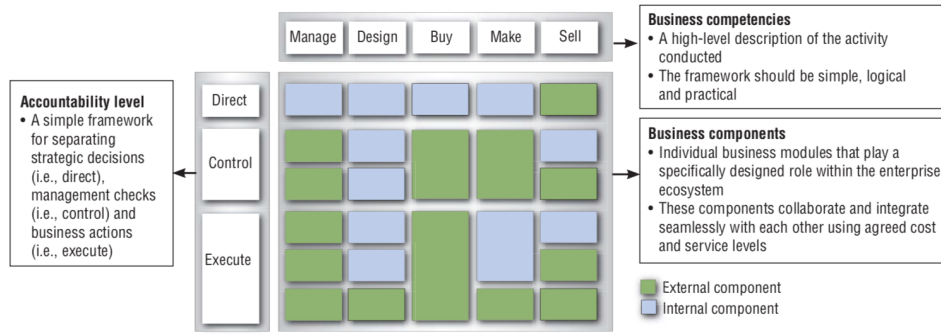 Manage Design Buy Make Sell
Business competencies
• A high-level description of the activity
conducted
• The framework should be simple, logical
and practical
Accountability level
• A simple framework
for separating
strategic decisions
(i.e., direct),
management checks
(i.e., control) and
business actions
(i.e., execute)
Direct
Control
Execute
Business components
• Individual business modules that play a
specifically designed role within the enterprise
ecosystem
• These components collaborate and integrate
seamlessly with each other using agreed cost
and service levels
External component
Internal component